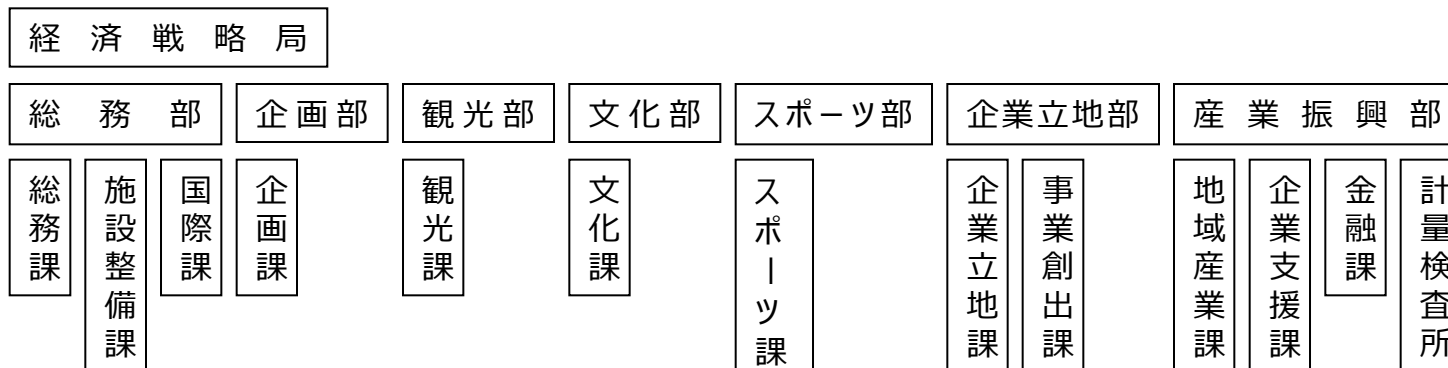 経済戦略局
総務部
企画部
観光部
文化部
スポーツ部
企業立地部
産業振興部
総務課
施設整備課
国際課
企画課
観光課
文化課
スポーツ課
企業立地課
事業創出課
地域産業課
企業支援課
金融課
計量検査所